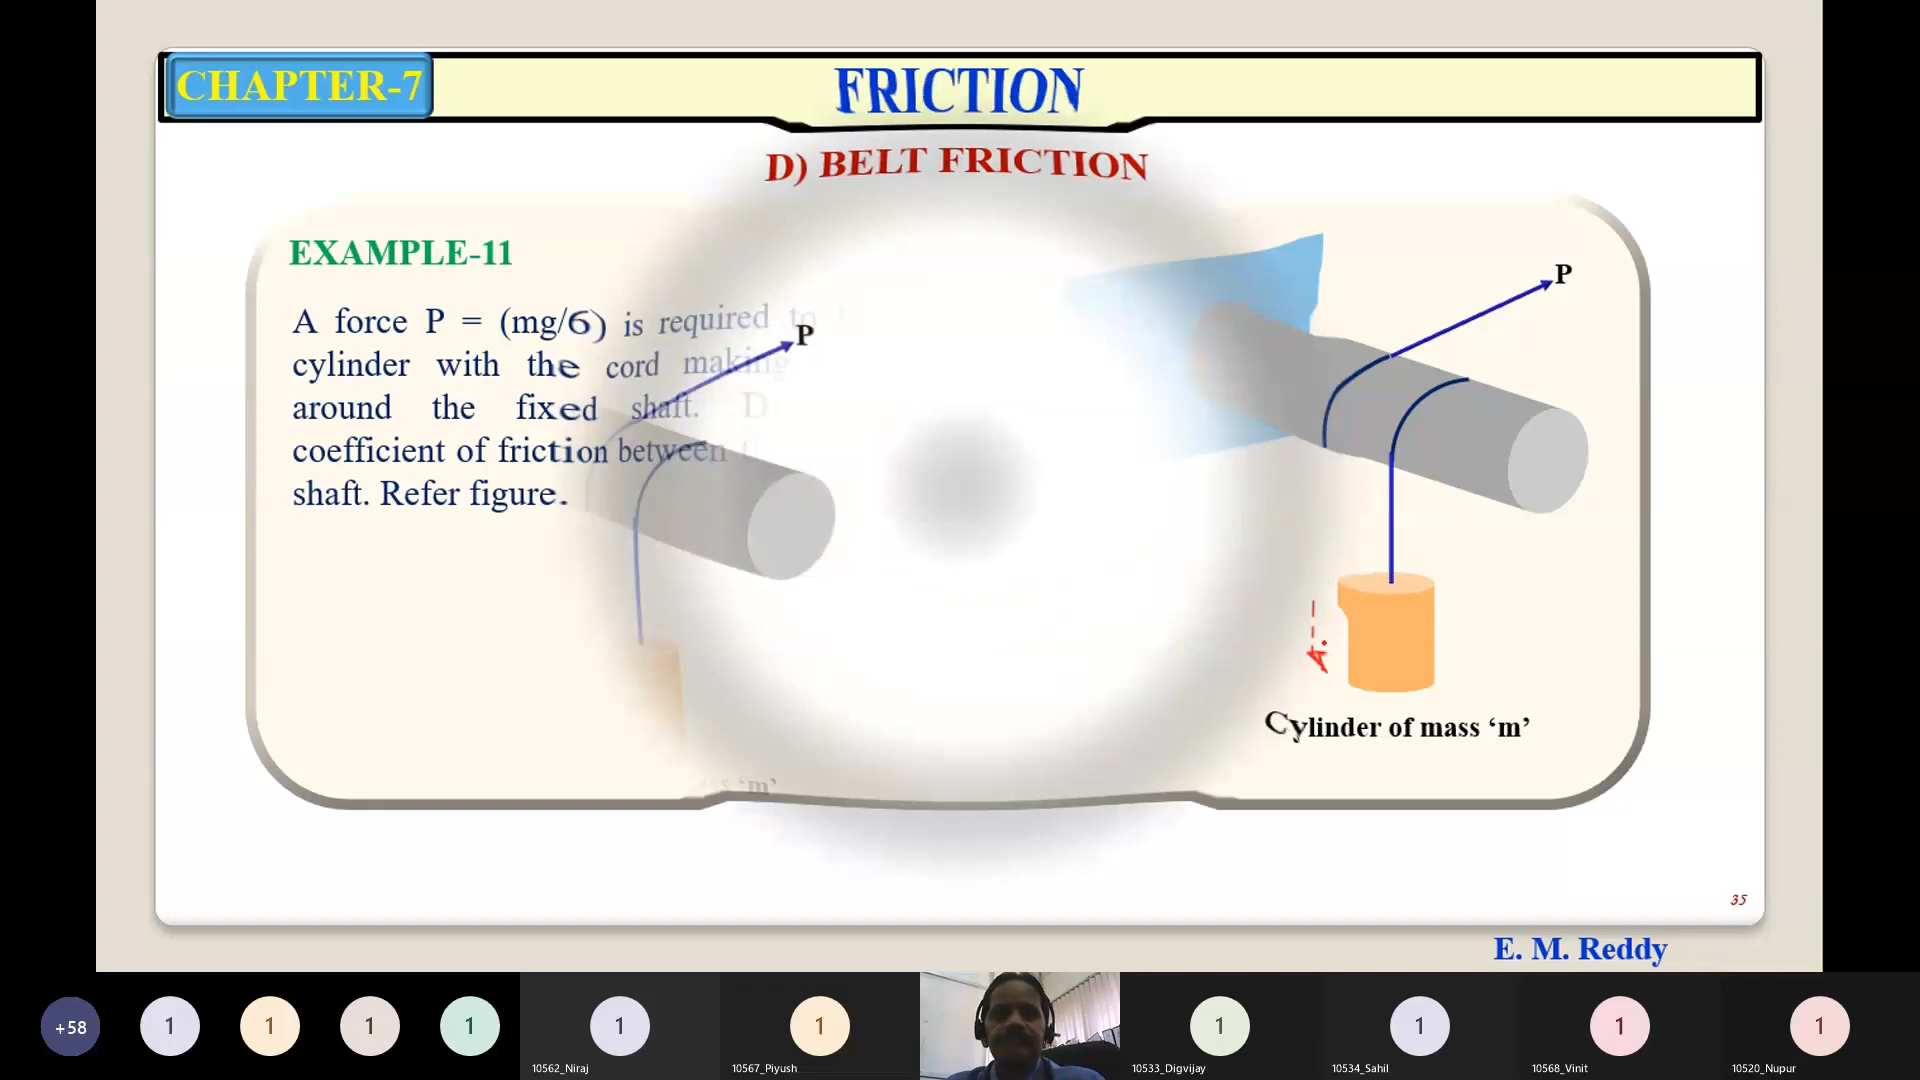 CHAPTER-7
FRICTION
D) BELT FRICTION
EXAMPLE-11
A force P = (mg/6) is required to
cylinder with the cord making
around the fixed shaft. D
coefficient of friction between
shaft. Refer figure.
P
P
Cylinder of mass ‘m’
‘m’
35
E. M. Reddy
+58
1
1
1
1
1
1
1
1
1
1
10562_Niraj
10567_Piyush
10533_Digvijay
10534_Sahil
10568_Vinit
10520_Nupur